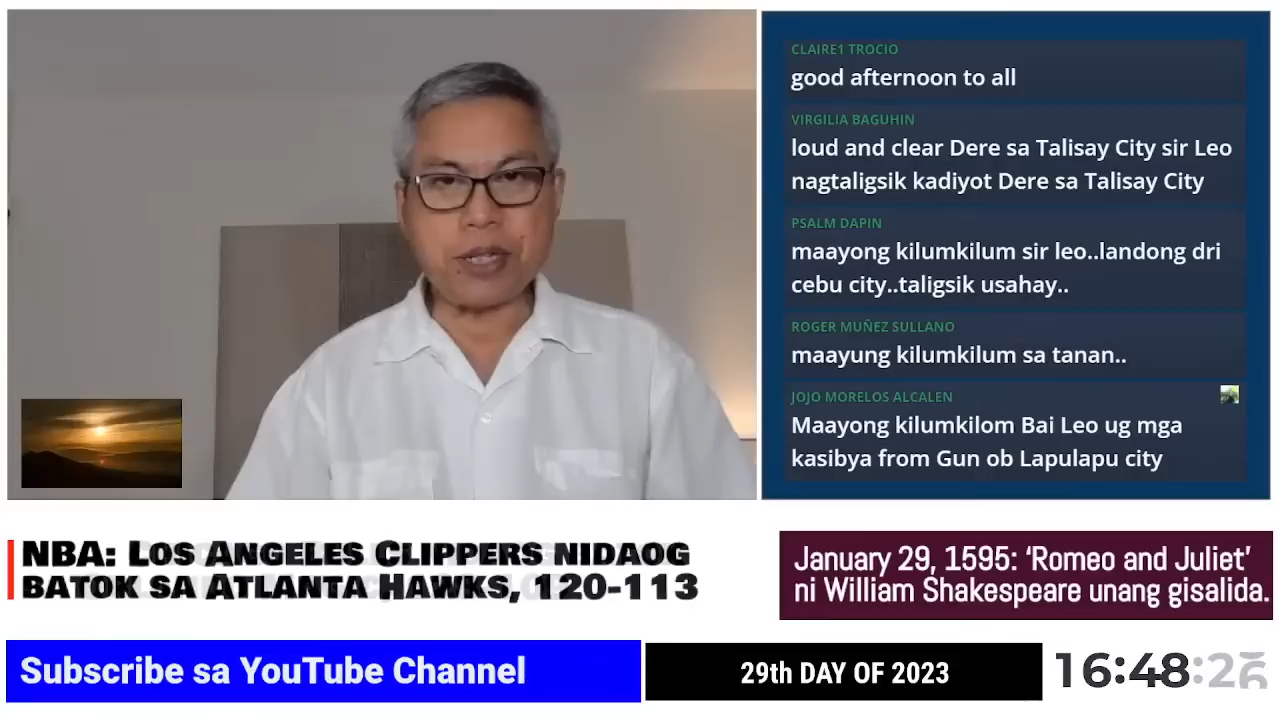 CLAIRE1 TROCIO
good afternoon to all
VIRGILIA BAGUHIN
loud and clear Dere sa Talisay City sir Leo
nagtaligsik kadiyot Dere sa Talisay City
PSALM DAPIN
maayong kilumkilum sir leo..landong dri
cebu city..taligsik usahay..
ROGER MUÑEZ SULLANO
maayung kilumkilum sa tanan..
JOJO MORELOS ALCALEN
Maayong kilumkilom Bai Leo ug mga
kasibya from Gun ob Lapulapu city
NBA: Los Angeles Clippers nidaog
batok sa Atlanta Hawks, 120-113
January 29, 1595: ‘Romeo and Juliet’
ni William Shakespeare unang gisalida.
Subscribe sa YouTube Channel
29th DAY OF 2023
16:48:26